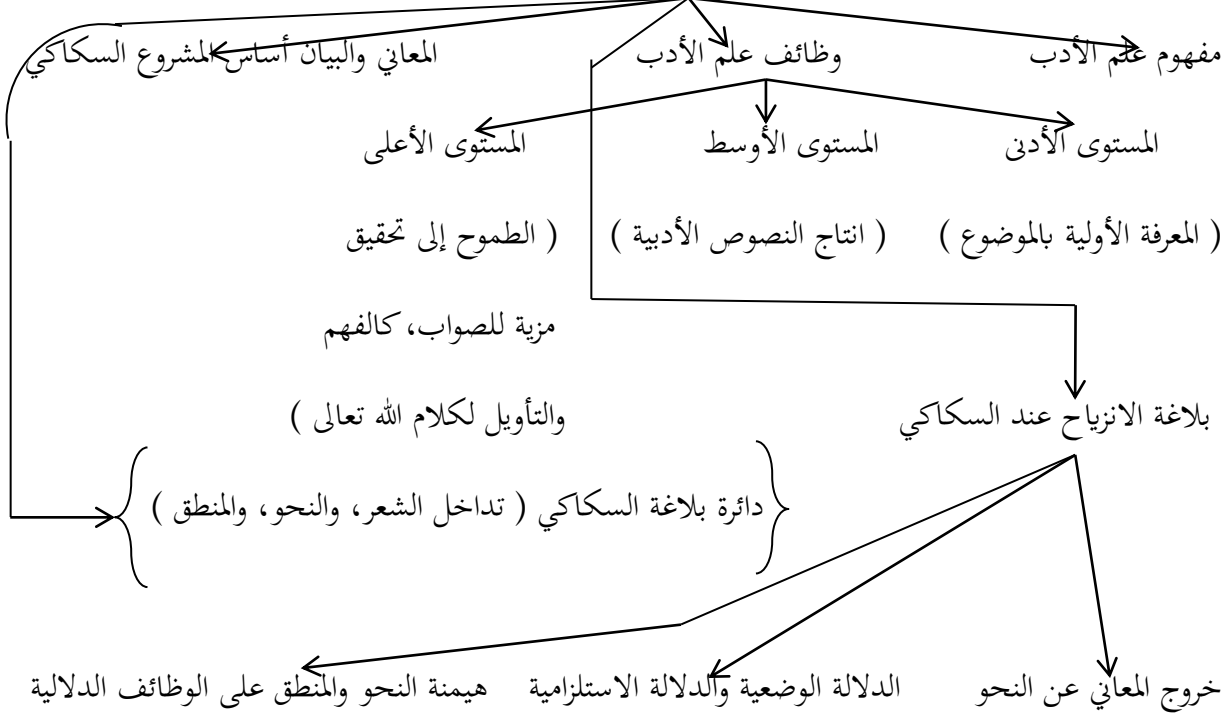 مفهوم علم الأدب وظائف علم الأدب المعاني والبيان أساس المشروع السكاكي
المستوى الأدنى المستوى الأوسط المستوى الأعلى
( المعرفة الأولية بالموضوع ) ( انتاج النصوص الأدبية ) ( الطموح إلى تحقيق
مزية للصواب، كالفهم
بلاغة الانزياح عند السكاكي والتأويل لكلام الله تعالى )
دائرة بلاغة السكاكي ( تداخل الشعر، والنحو، والمنطق )
خروج المعاني عن النحو الدلالة الوضعية والدلالة الاستلزامية هيمنة النحو والمنطق على الوظائف الدلالية